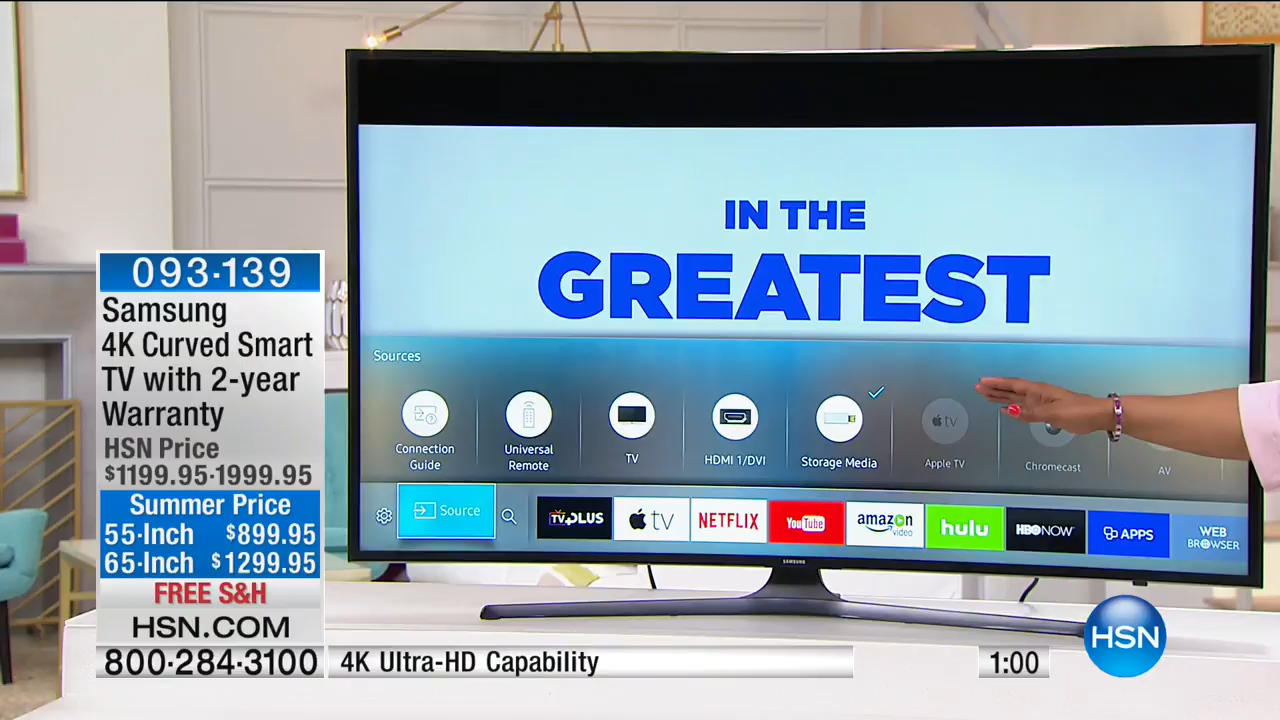 093·139
Samsung
4K Curved Smart
TV with 2-year
Warranty
HSN Price
$1199.95-1999.95
Summer Price
55-Inch $899.95
65-Inch $1299.95
FREE S&H
HSN.COM
800·284·3100
4K Ultra-HD Capability
1:00
HSN
IN THE
GREATEST
Sources
Connection
Guide
Universal
Remote
TV
HDMI 1/DVI
Storage Media
tv
Apple TV
Chromecast
AV
Source
TV PLUS
tv
NETFLIX
YouTube
amazon
video
hulu
HBO NOW
APPS
WEB
BROWSER
SAMSUNG